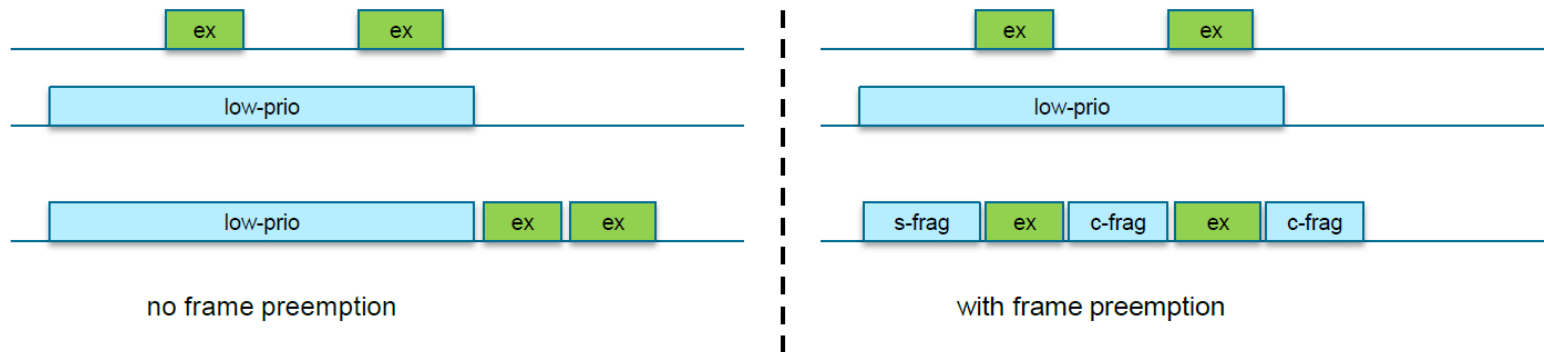 ex ex
low-prio
low-prio ex ex
no frame preemption
ex ex
low-prio
s-frag ex c-frag ex c-frag
with frame preemption